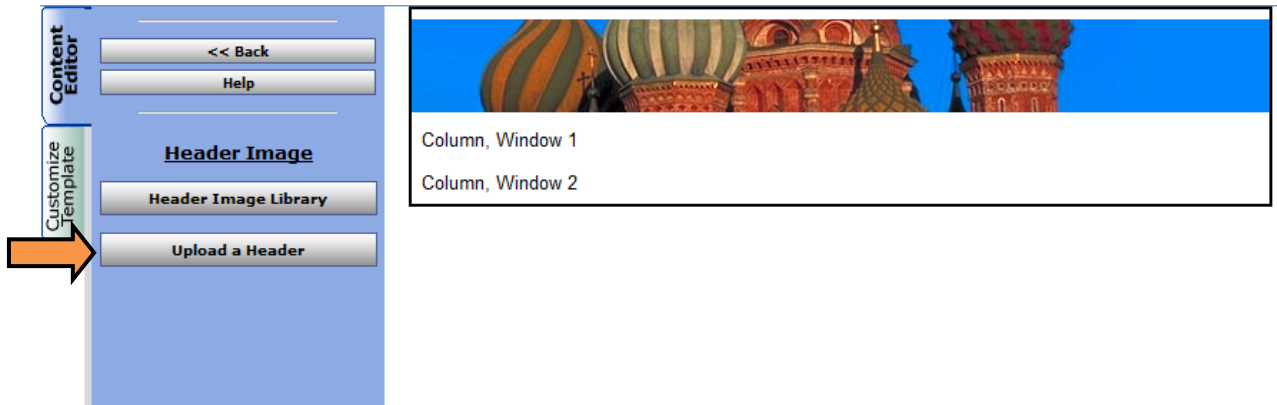 Content
Editor
Customize
Template
<< Back
Help
Header Image
Header Image Library
Upload a Header
Column, Window 1
Column, Window 2